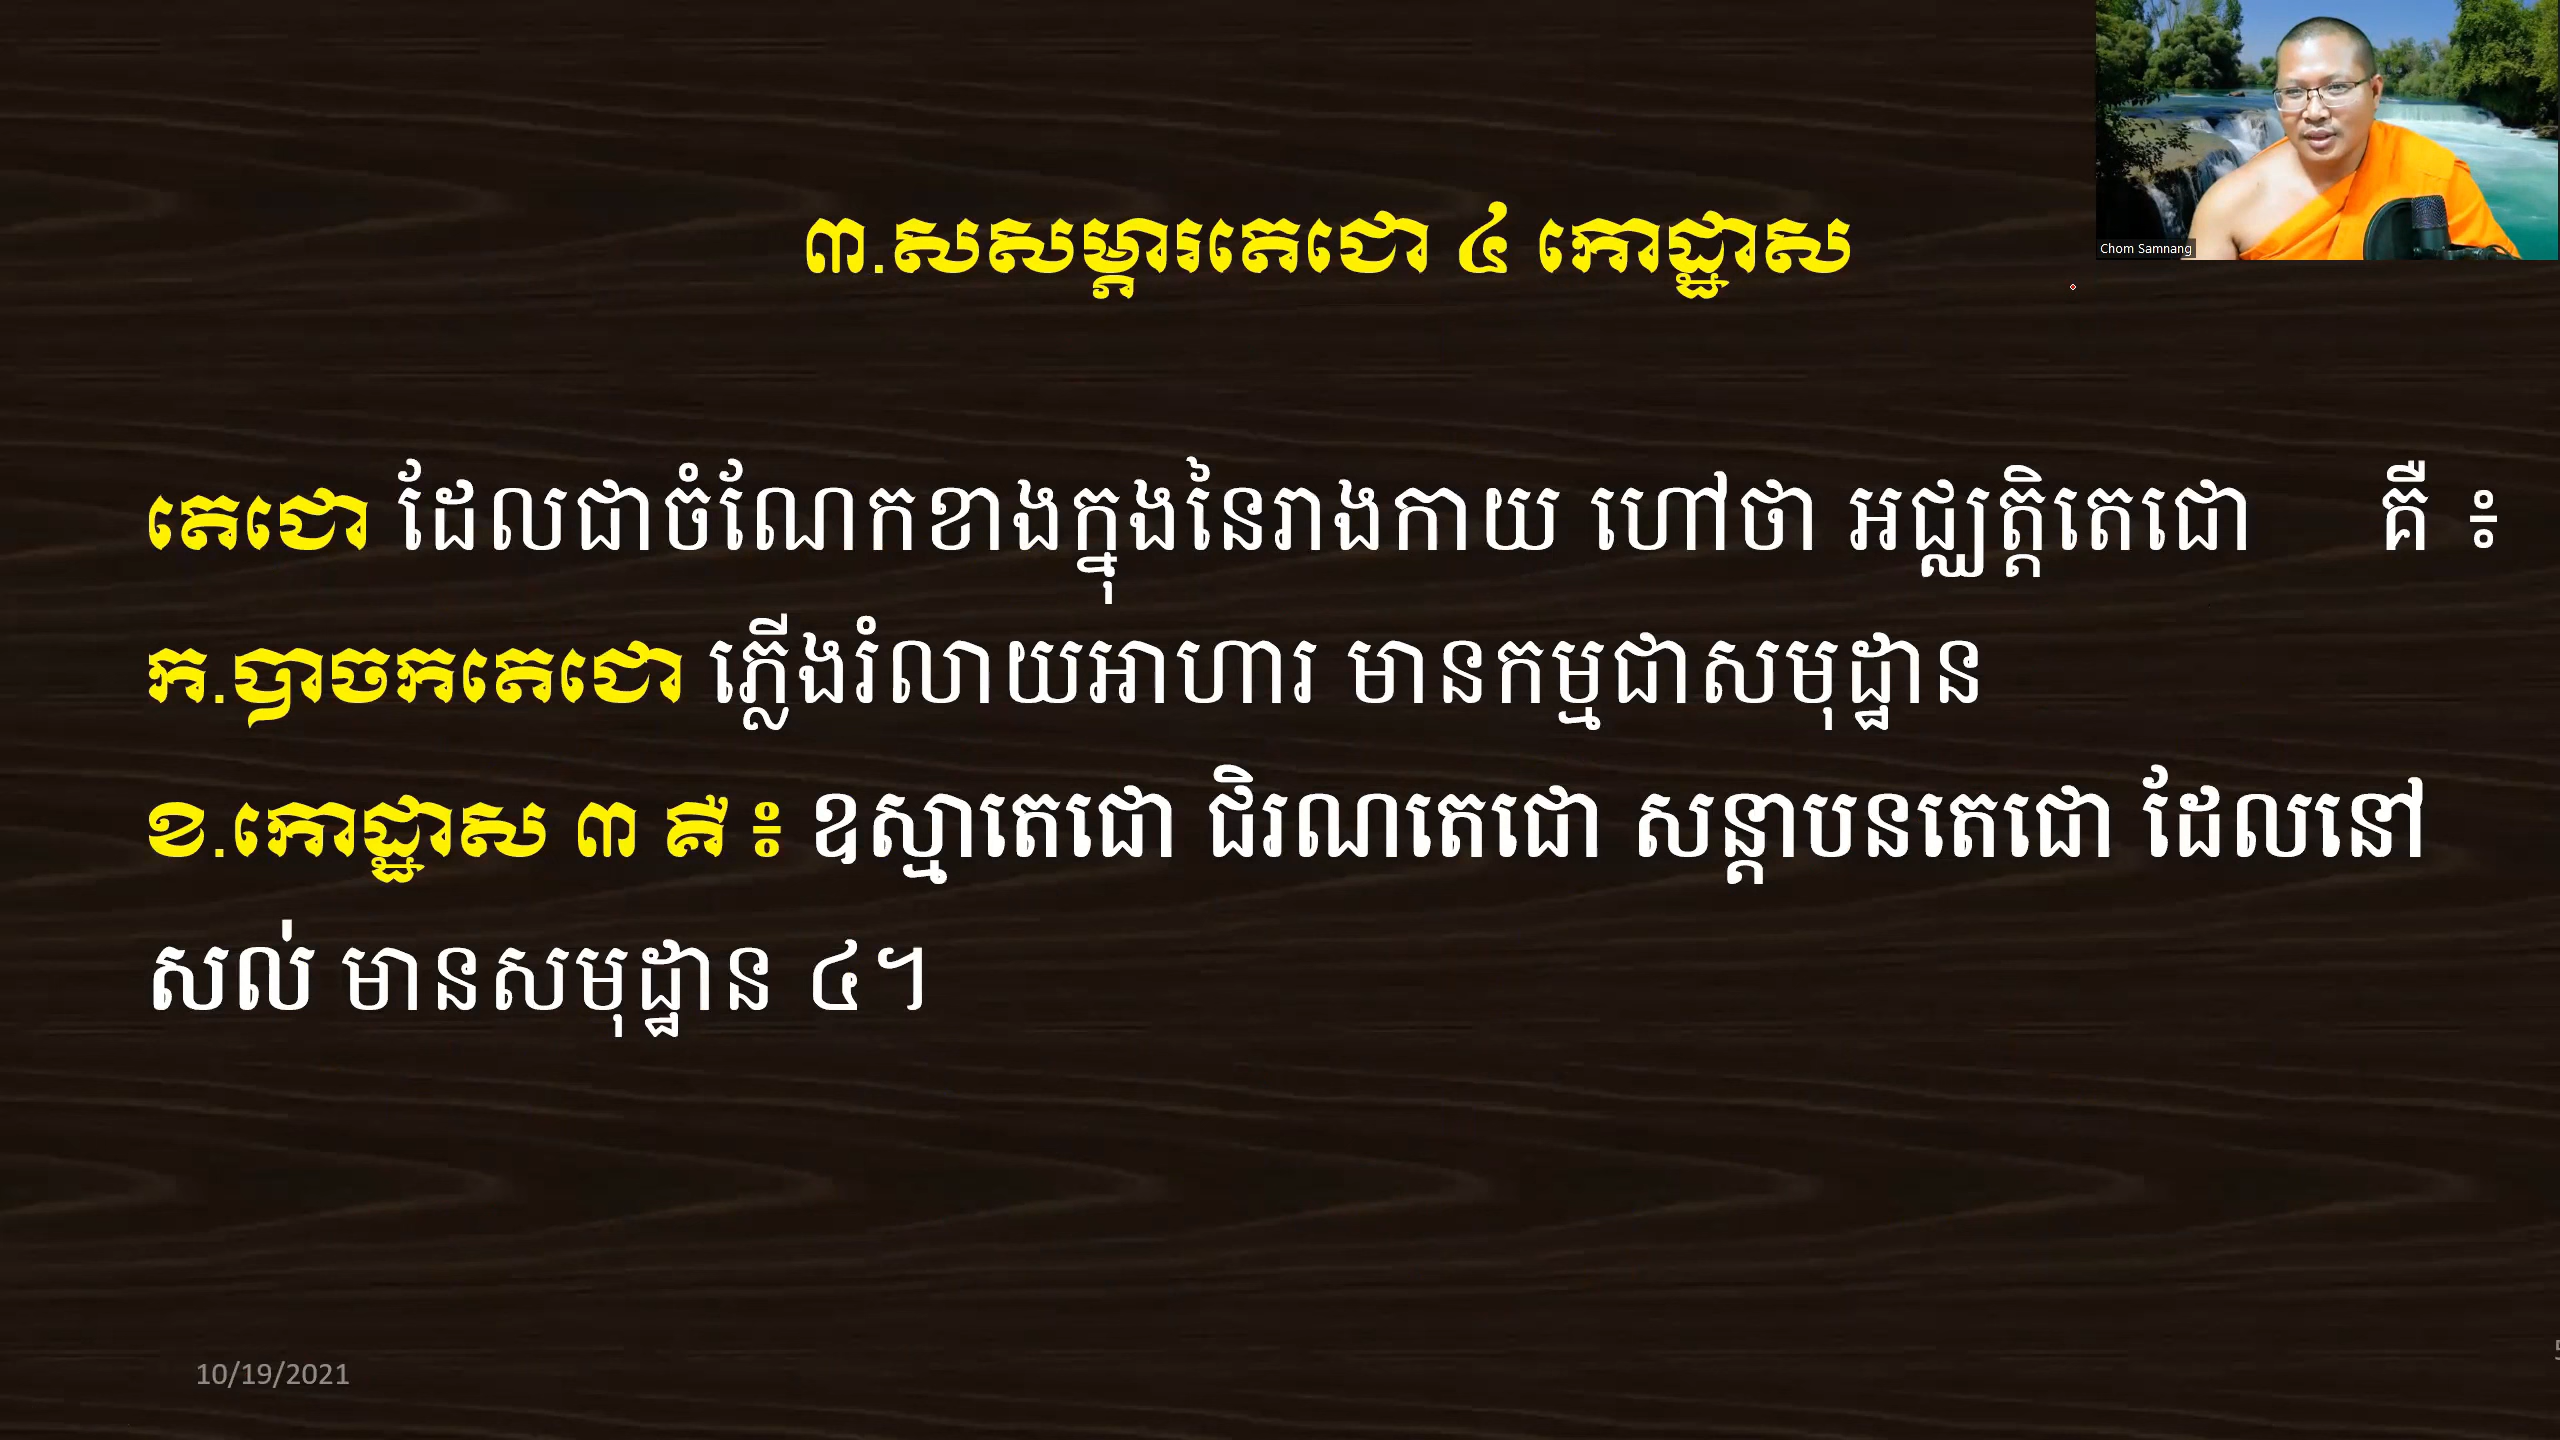 Chom Samnang
៣.សសម្ភារតេជោ ៤ កោដ្ឋាស
តេជោ ដែលជាចំណែកខាងក្នុងនៃរាងកាយ ហៅថា អជ្ឈត្តិតេជោ គឺ ៖
ក.បាចកតេជោ ភ្លើងរំលាយអាហារ មានកម្មជាសមុដ្ឋាន
ខ.កោដ្ឋាស ៣ គឺ ៖ ឧស្មាតេជោ ជិរណតេជោ សន្តាបនតេជោ ដែលនៅ
សល់ មានសមុដ្ឋាន ៤។
10/19/2021